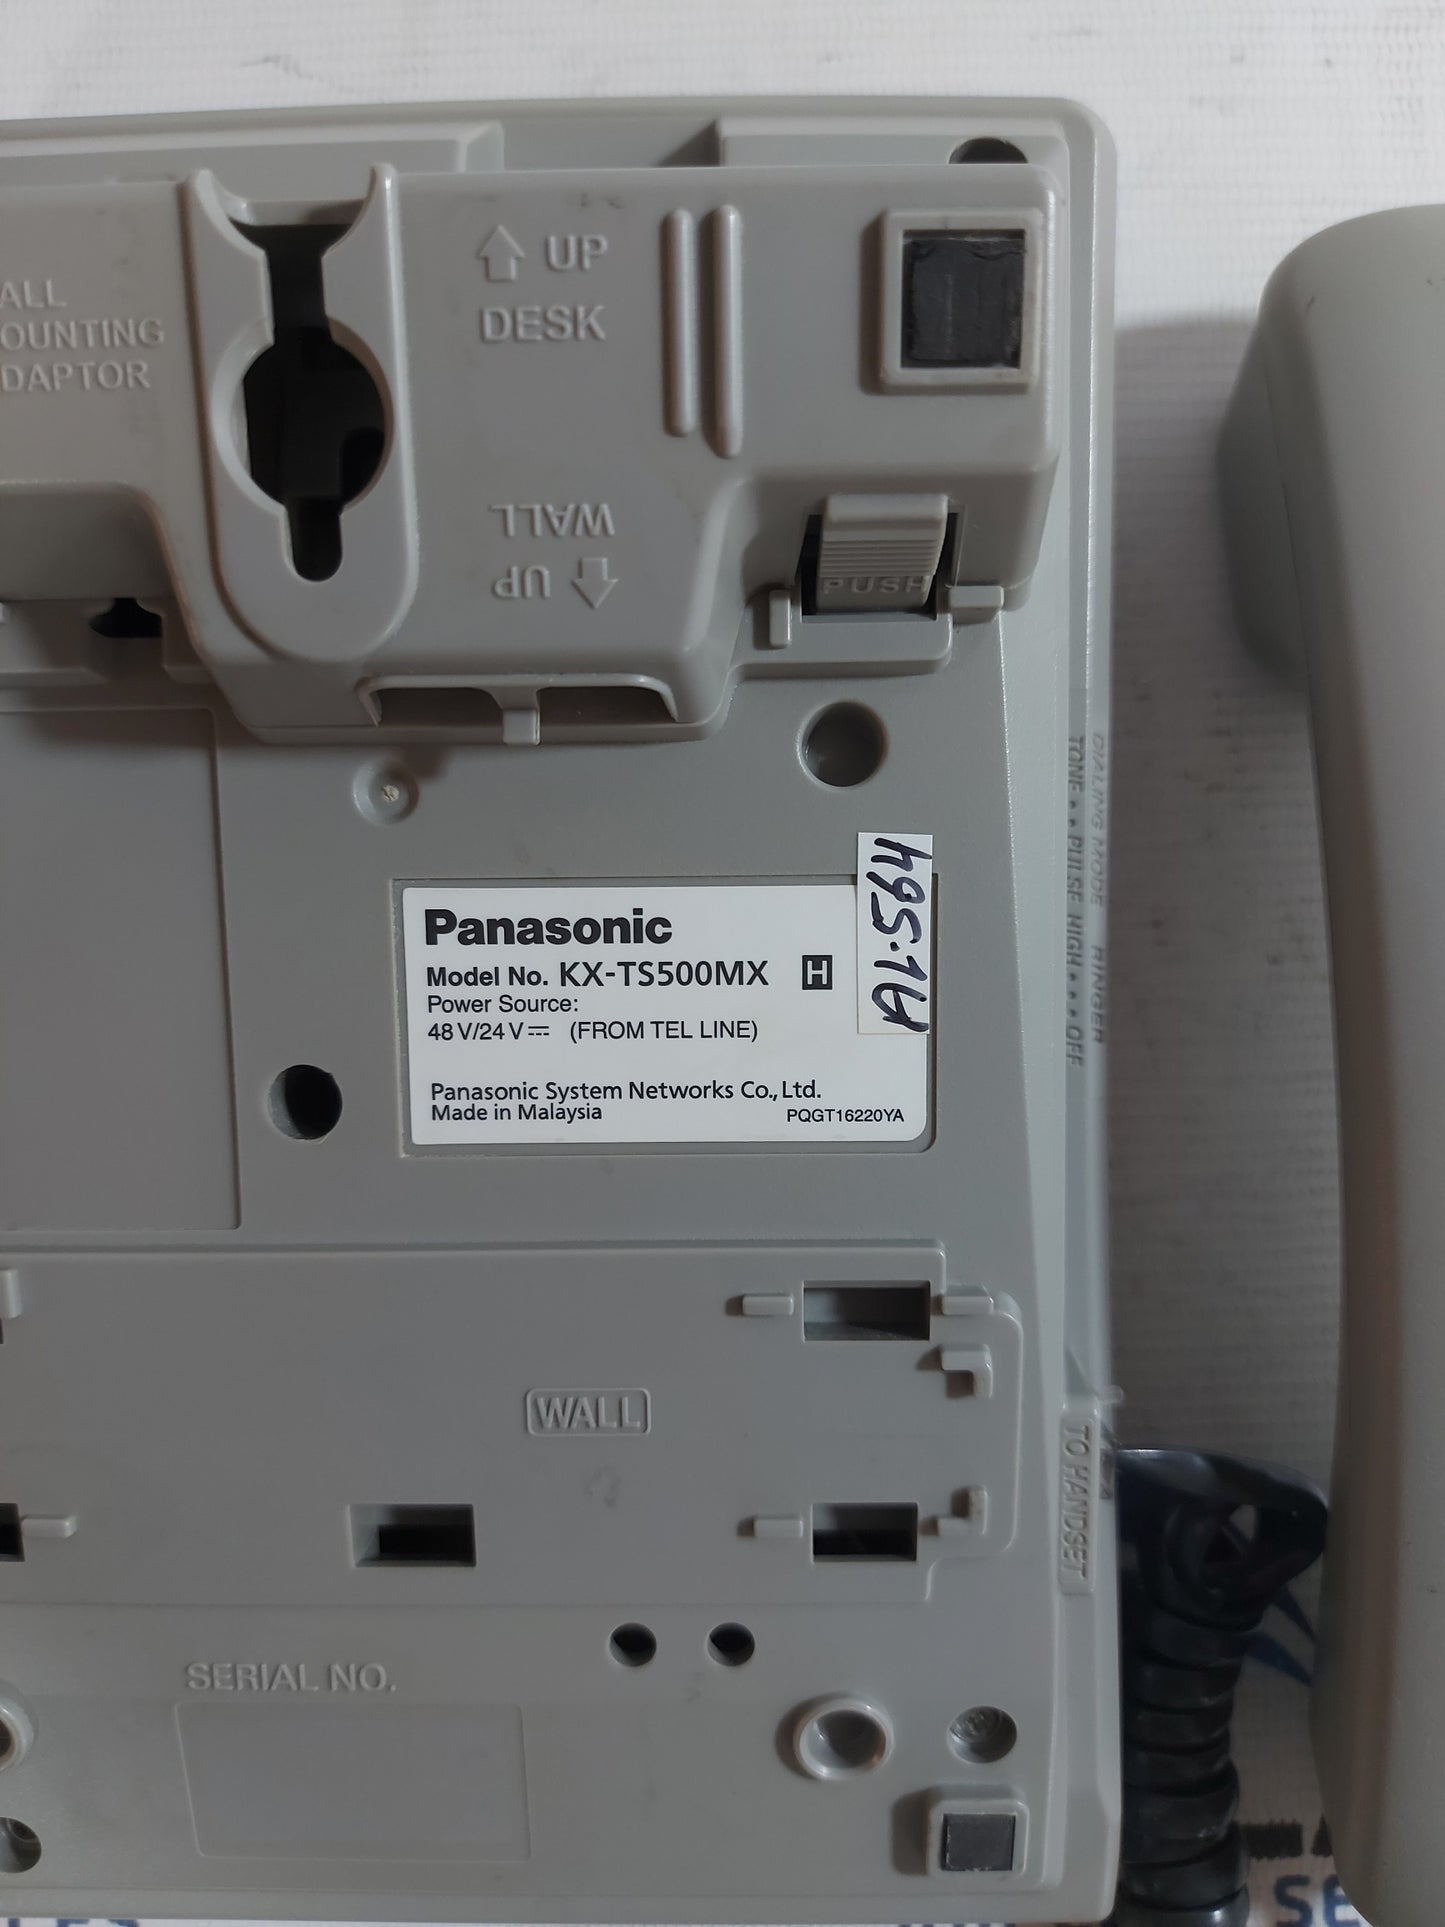 ALL
OUNTING
DAPTOR
UP
DESK
WALL
UP
PUSH
DIALING MODE RINGER
TONE • • PULSE HIGH • • • OFF
Panasonic
Model No. KX-TS500MX H
Power Source:
48 V/24 V⎓ (FROM TEL LINE)
Panasonic System Networks Co., Ltd.
Made in Malaysia PQGT16220YA
WALL
TO HANDSET
SERIAL NO.
SE